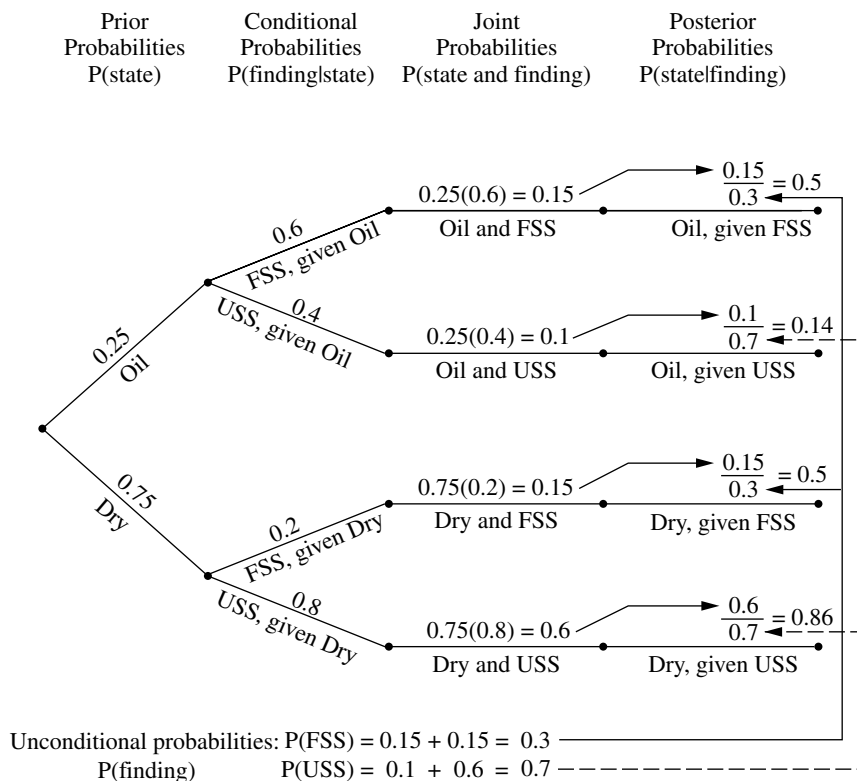 Prior
Probabilities
P(state)
Conditional
Probabilities
P(finding|state)
Joint
Probabilities
P(state and finding)
Posterior
Probabilities
P(state|finding)
0.25
Oil
0.75
Dry
0.6
FSS, given Oil
0.4
USS, given Oil
0.2
FSS, given Dry
0.8
USS, given Dry
0.25(0.6) = 0.15
Oil and FSS
0.15
0.3
= 0.5
Oil, given FSS
0.25(0.4) = 0.1
Oil and USS
0.1
0.7
= 0.14
Oil, given USS
0.75(0.2) = 0.15
Dry and FSS
0.15
0.3
= 0.5
Dry, given FSS
0.75(0.8) = 0.6
Dry and USS
0.6
0.7
= 0.86
Dry, given USS
Unconditional probabilities: P(FSS) = 0.15 + 0.15 = 0.3
P(finding) P(USS) = 0.1 + 0.6 = 0.7